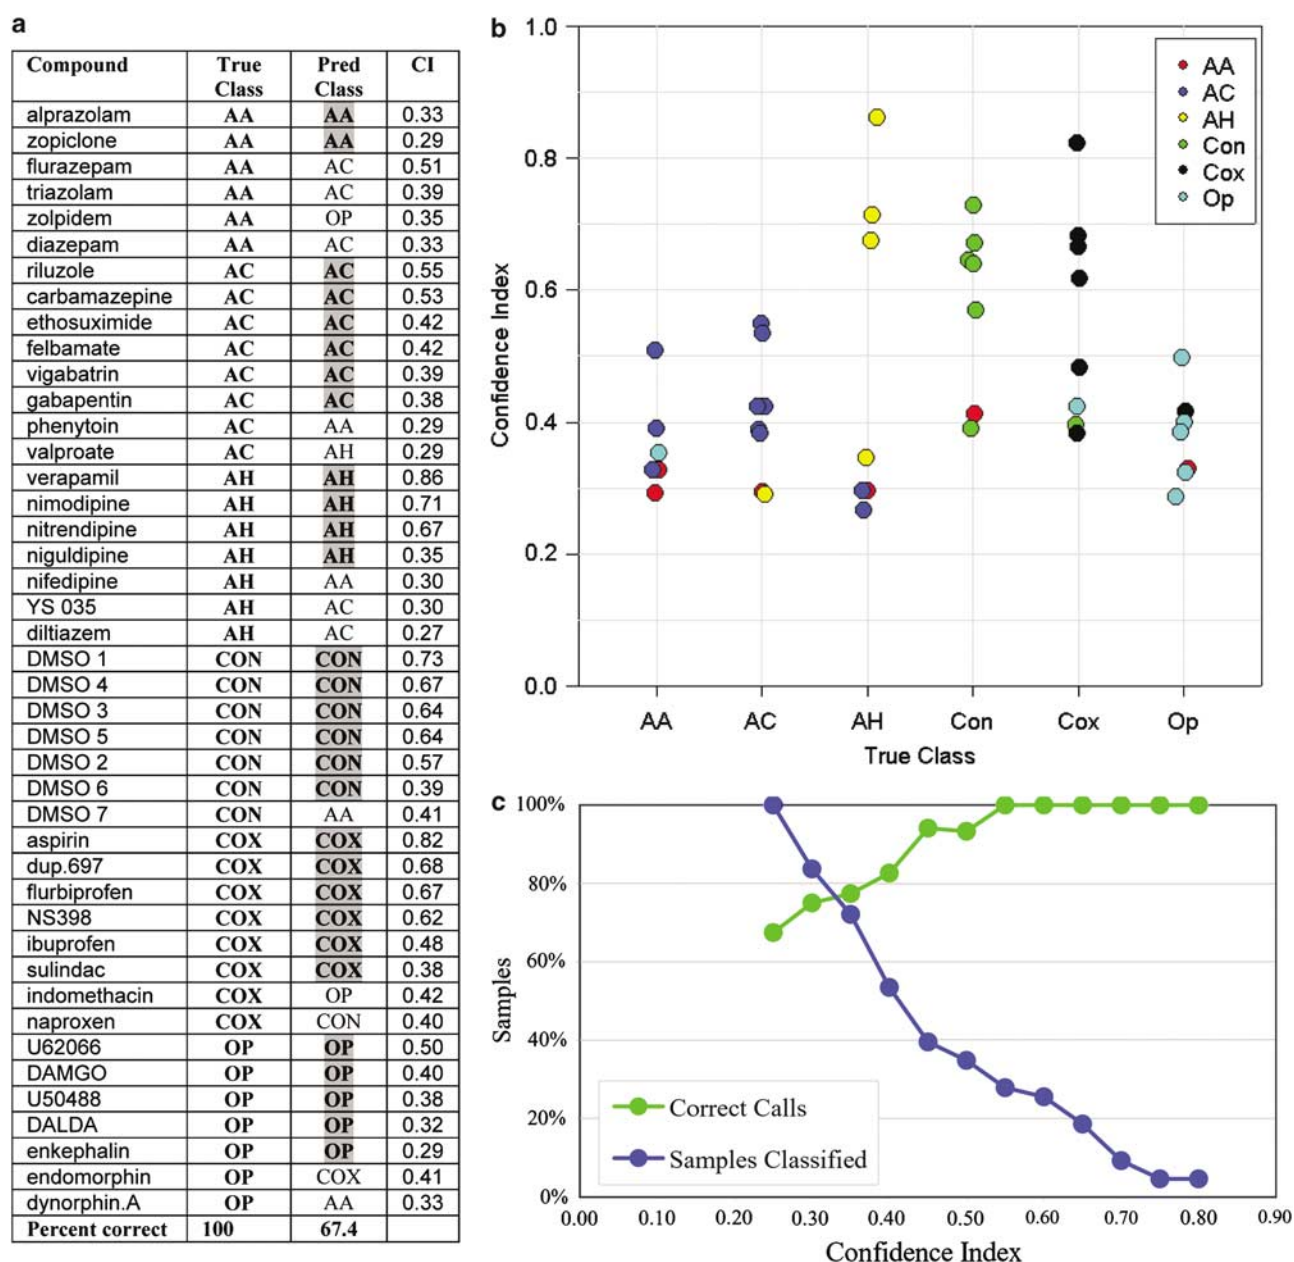 a
Compound True Class Pred Class CI
alprazolam AA AA 0.33
zopiclone AA AA 0.29
flurazepam AA AC 0.51
triazolam AA AC 0.39
zolpidem AA OP 0.35
diazepam AA AC 0.33
riluzole AC AC 0.55
carbamazepine AC AC 0.53
ethosuximide AC AC 0.42
felbamate AC AC 0.42
vigabatrin AC AC 0.39
gabapentin AC AC 0.38
phenytoin AC AA 0.29
valproate AC AH 0.29
verapamil AH AH 0.86
nimodipine AH AH 0.71
nitrendipine AH AH 0.67
niguldipine AH AH 0.35
nifedipine AH AA 0.30
YS 035 AH AC 0.30
diltiazem AH AC 0.27
DMSO 1 CON CON 0.73
DMSO 4 CON CON 0.67
DMSO 3 CON CON 0.64
DMSO 5 CON CON 0.64
DMSO 2 CON CON 0.57
DMSO 6 CON CON 0.39
DMSO 7 CON AA 0.41
aspirin COX COX 0.82
dup.697 COX COX 0.68
flurbiprofen COX COX 0.67
NS398 COX COX 0.62
ibuprofen COX COX 0.48
sulindac COX COX 0.38
indomethacin COX OP 0.42
naproxen COX CON 0.40
U62066 OP OP 0.50
DAMGO OP OP 0.40
U50488 OP OP 0.38
DALDA OP OP 0.32
enkephalin OP OP 0.29
endomorphin OP COX 0.41
dynorphin.A OP AA 0.33
Percent correct 100 67.4
b
1.0
0.8
0.6
0.4
0.2
0.0
Confidence Index
AA
AC
AH
Con
Cox
Op
AA AC AH Con Cox Op
True Class
c
100%
80%
60%
40%
20%
0%
Samples
Correct Calls
Samples Classified
0.00 0.10 0.20 0.30 0.40 0.50 0.60 0.70 0.80 0.90
Confidence Index